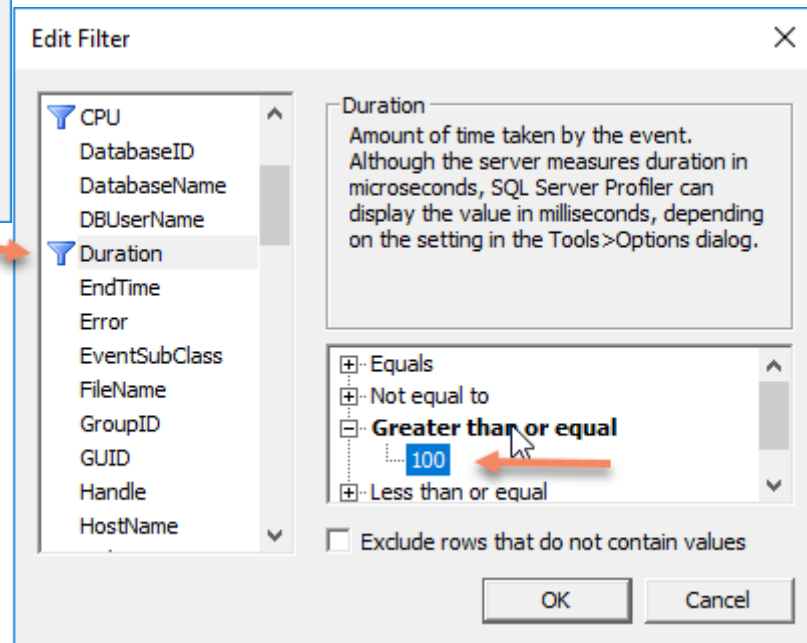 Edit Filter
CPU
DatabaseID
DatabaseName
DBUserName
Duration
EndTime
Error
EventSubClass
FileName
GroupID
GUID
Handle
HostName
Duration
Amount of time taken by the event.
Although the server measures duration in
microseconds, SQL Server Profiler can
display the value in milliseconds, depending
on the setting in the Tools>Options dialog.
Equals
Not equal to
Greater than or equal
100
Less than or equal
Exclude rows that do not contain values
OK
Cancel